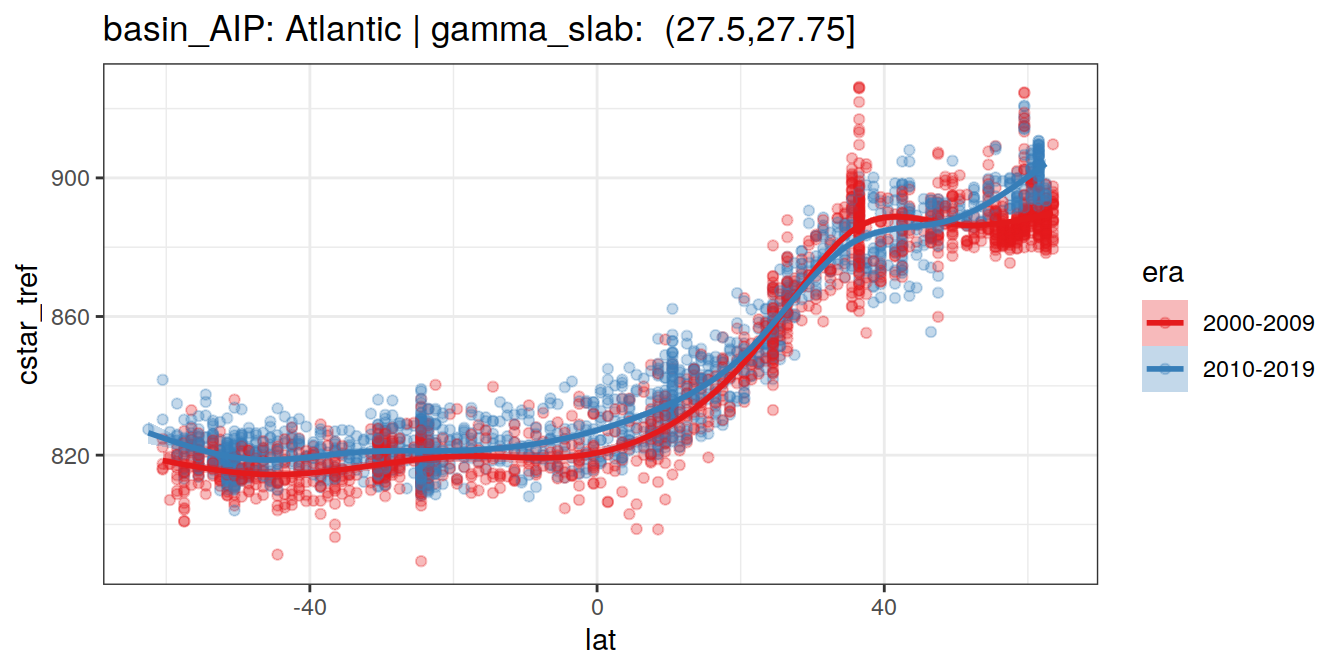 basin_AIP: Atlantic | gamma_slab:  (27.5,27.75]
cstar_tref
900
860
820
-40
0
40
lat
era
2000-2009
2010-2019